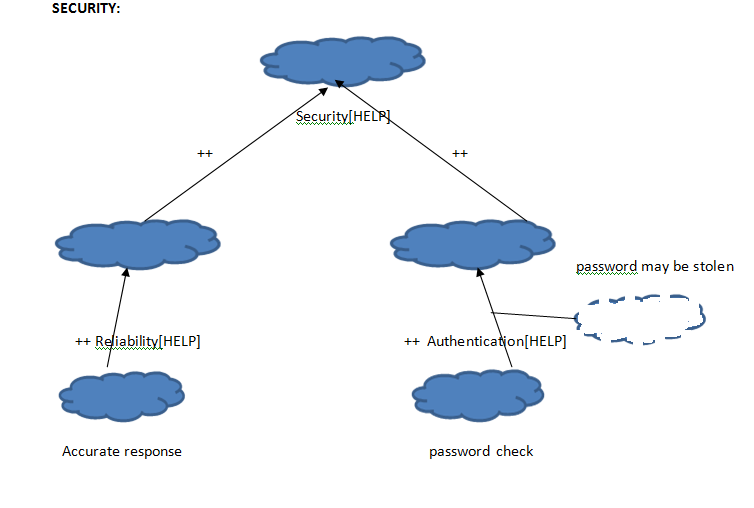 SECURITY:
Security[HELP]
++ ++
password may be stolen
++ Reliability[HELP] ++ Authentication[HELP]
Accurate response password check